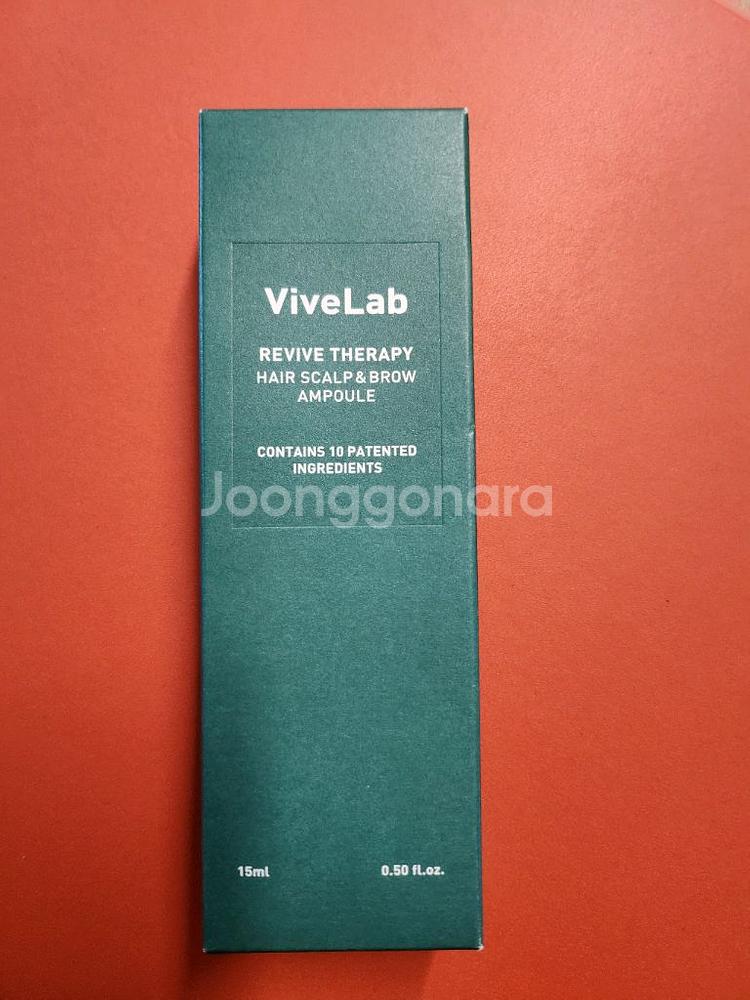 ViveLab
REVIVE THERAPY
HAIR SCALP & BROW
AMPOULE
CONTAINS 10 PATENTED
INGREDIENTS
Joonggonara
15ml 0.50 fl.oz.